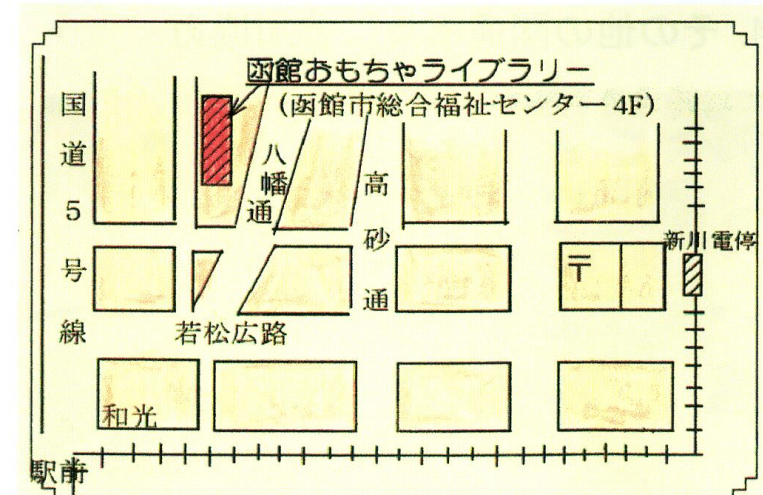 函館おもちゃライブラリー
(函館市総合福祉センター4F)
国道5号線
八幡通
高砂通
新川電停
〒
若松広路
和光
駅前